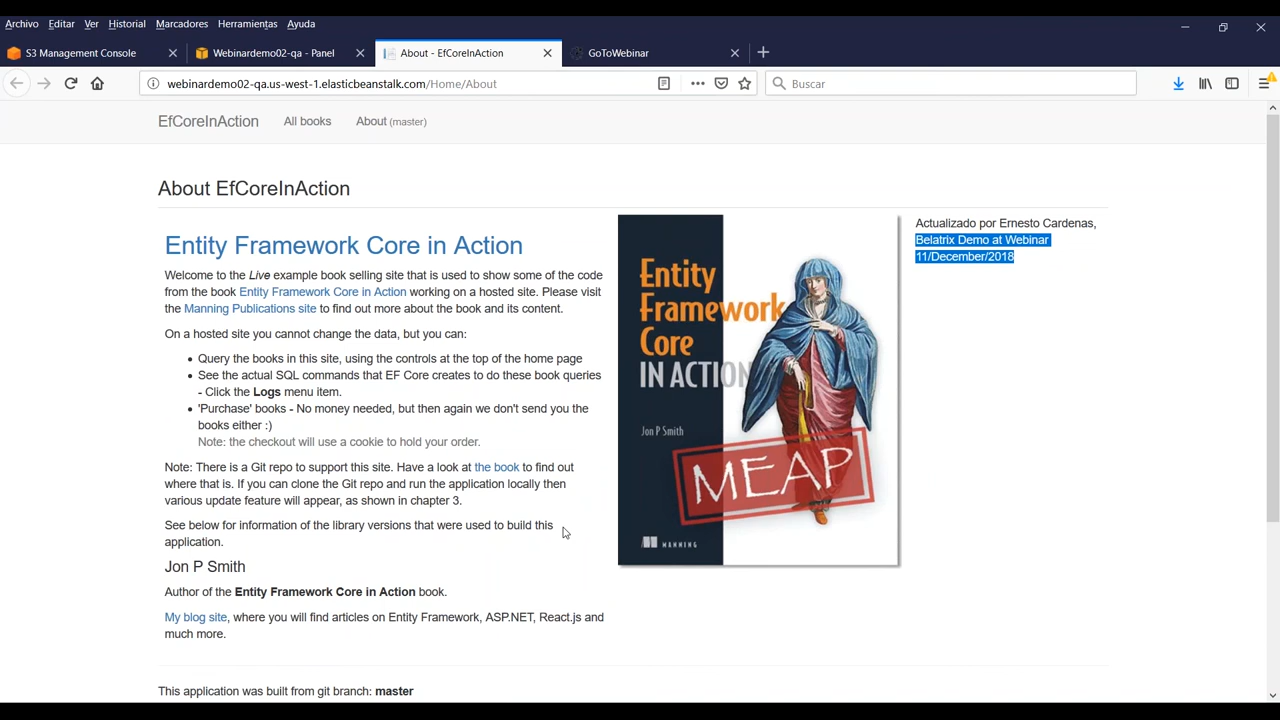 Archivo Editar Ver Historial Marcadores Herramientas Ayuda
S3 Management Console
Webinardemo02-qa - Panel
About - EfCoreInAction
GoToWebinar
webinardemo02-qa.us-west-1.elasticbeanstalk.com/Home/About
Buscar
EfCoreInAction All books About (master)
About EfCoreInAction
Entity Framework Core in Action
Welcome to the Live example book selling site that is used to show some of the code
from the book Entity Framework Core in Action working on a hosted site. Please visit
the Manning Publications site to find out more about the book and its content.
On a hosted site you cannot change the data, but you can:
• Query the books in this site, using the controls at the top of the home page
• See the actual SQL commands that EF Core creates to do these book queries
- Click the Logs menu item.
• 'Purchase' books - No money needed, but then again we don't send you the
books either :)
Note: the checkout will use a cookie to hold your order.
Note: There is a Git repo to support this site. Have a look at the book to find out
where that is. If you can clone the Git repo and run the application locally then
various update feature will appear, as shown in chapter 3.
See below for information of the library versions that were used to build this
application.
Jon P Smith
Author of the Entity Framework Core in Action book.
My blog site, where you will find articles on Entity Framework, ASP.NET, React.js and
much more.
Entity
Framework
Core
IN ACTION
Jon P Smith
MEAP
MANNING
Actualizado por Ernesto Cardenas,
Belatrix Demo at Webinar
11/December/2018
This application was built from git branch: master